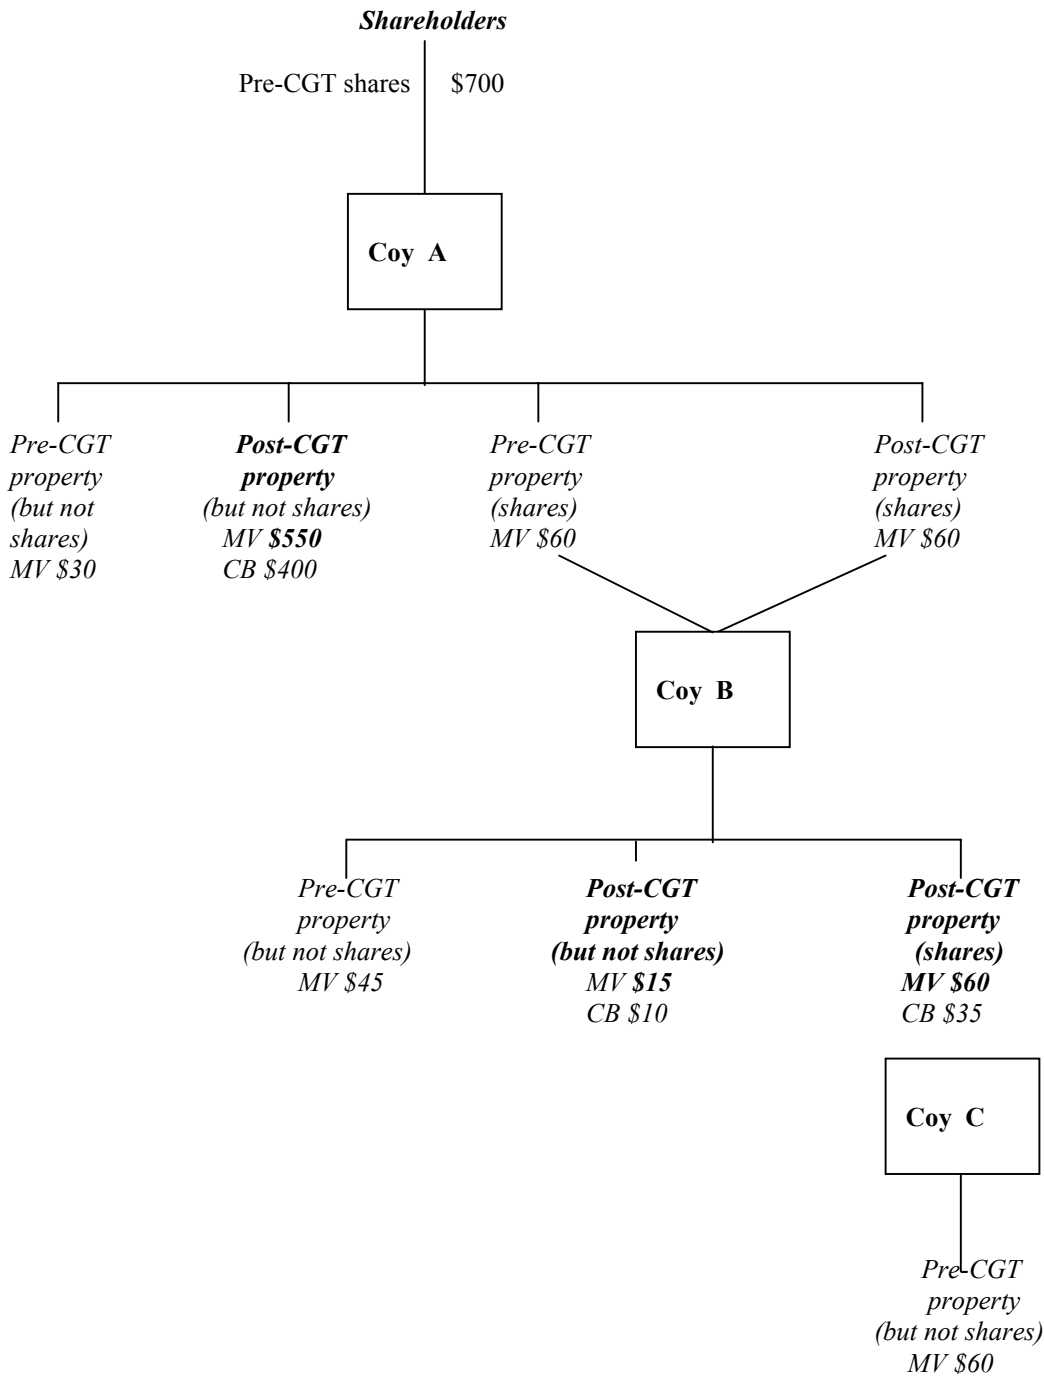 Shareholders
Pre-CGT shares $700
Coy A
Pre-CGT
property
(but not
shares)
MV $30
Post-CGT
property
(but not shares)
MV $550
CB $400
Pre-CGT
property
(shares)
MV $60
Post-CGT
property
(shares)
MV $60
Coy B
Pre-CGT
property
(but not shares)
MV $45
Post-CGT
property
(but not shares)
MV $15
CB $10
Post-CGT
property
(shares)
MV $60
CB $35
Coy C
Pre-CGT
property
(but not shares)
MV $60